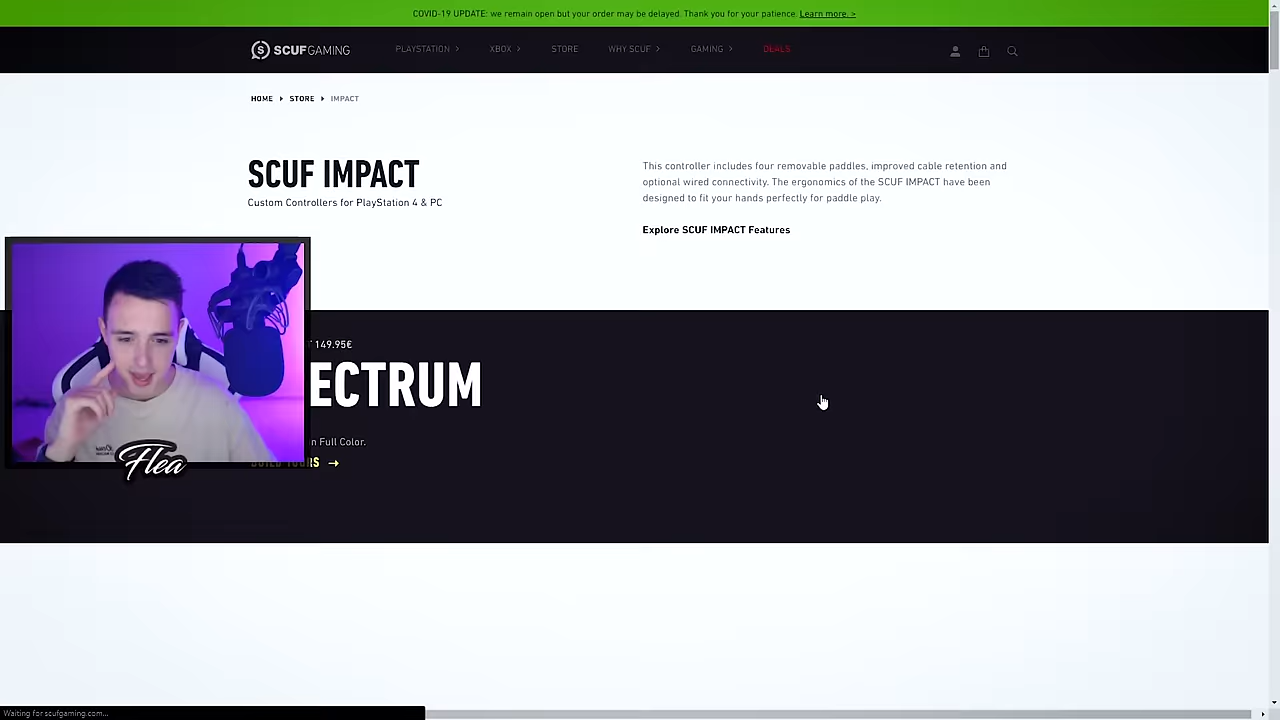 COVID-19 UPDATE: we remain open but your order may be delayed. Thank you for your patience. Learn more. >
SCUFGAMING
PLAYSTATION
XBOX
STORE
WHY SCUF
GAMING
DEALS
HOME
STORE
IMPACT
SCUF IMPACT
Custom Controllers for PlayStation 4 & PC
This controller includes four removable paddles, improved cable retention and
optional wired connectivity. The ergonomics of the SCUF IMPACT have been
designed to fit your hands perfectly for paddle play.
Explore SCUF IMPACT Features
149.95€
ECTRUM
n Full Color.
Flea
Waiting for scufgaming.com...